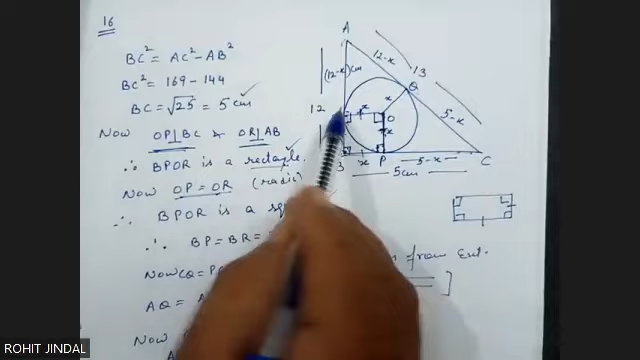 16
BC² = AC² - AB²
BC² = 169 - 144
BC = √25 = 5 cm
Now OP⊥BC & OR⊥AB
∴ BPOR is a rectangle.
Now OP = OR (radii
∴ BPOR is a sq
∴ BP = BR =
Now CQ = P
AQ =
Now
A
A
12-x
13
(12-x) cm
12
Q
x
x
O
x
5-x
B
x
P
5-x
C
5 cm
from Ext.
ROHIT JINDAL